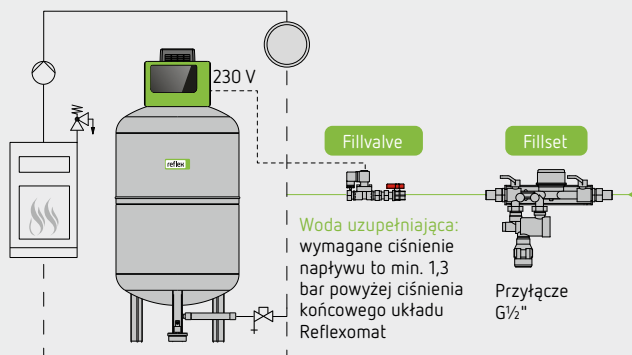 230 V
reflex
Fillvalve
Fillset
Woda uzupełniająca:
wymagane ciśnienie
napływu to min. 1,3
bar powyżej ciśnienia
końcowego układu
Reflexomat
Przyłącze
G½"